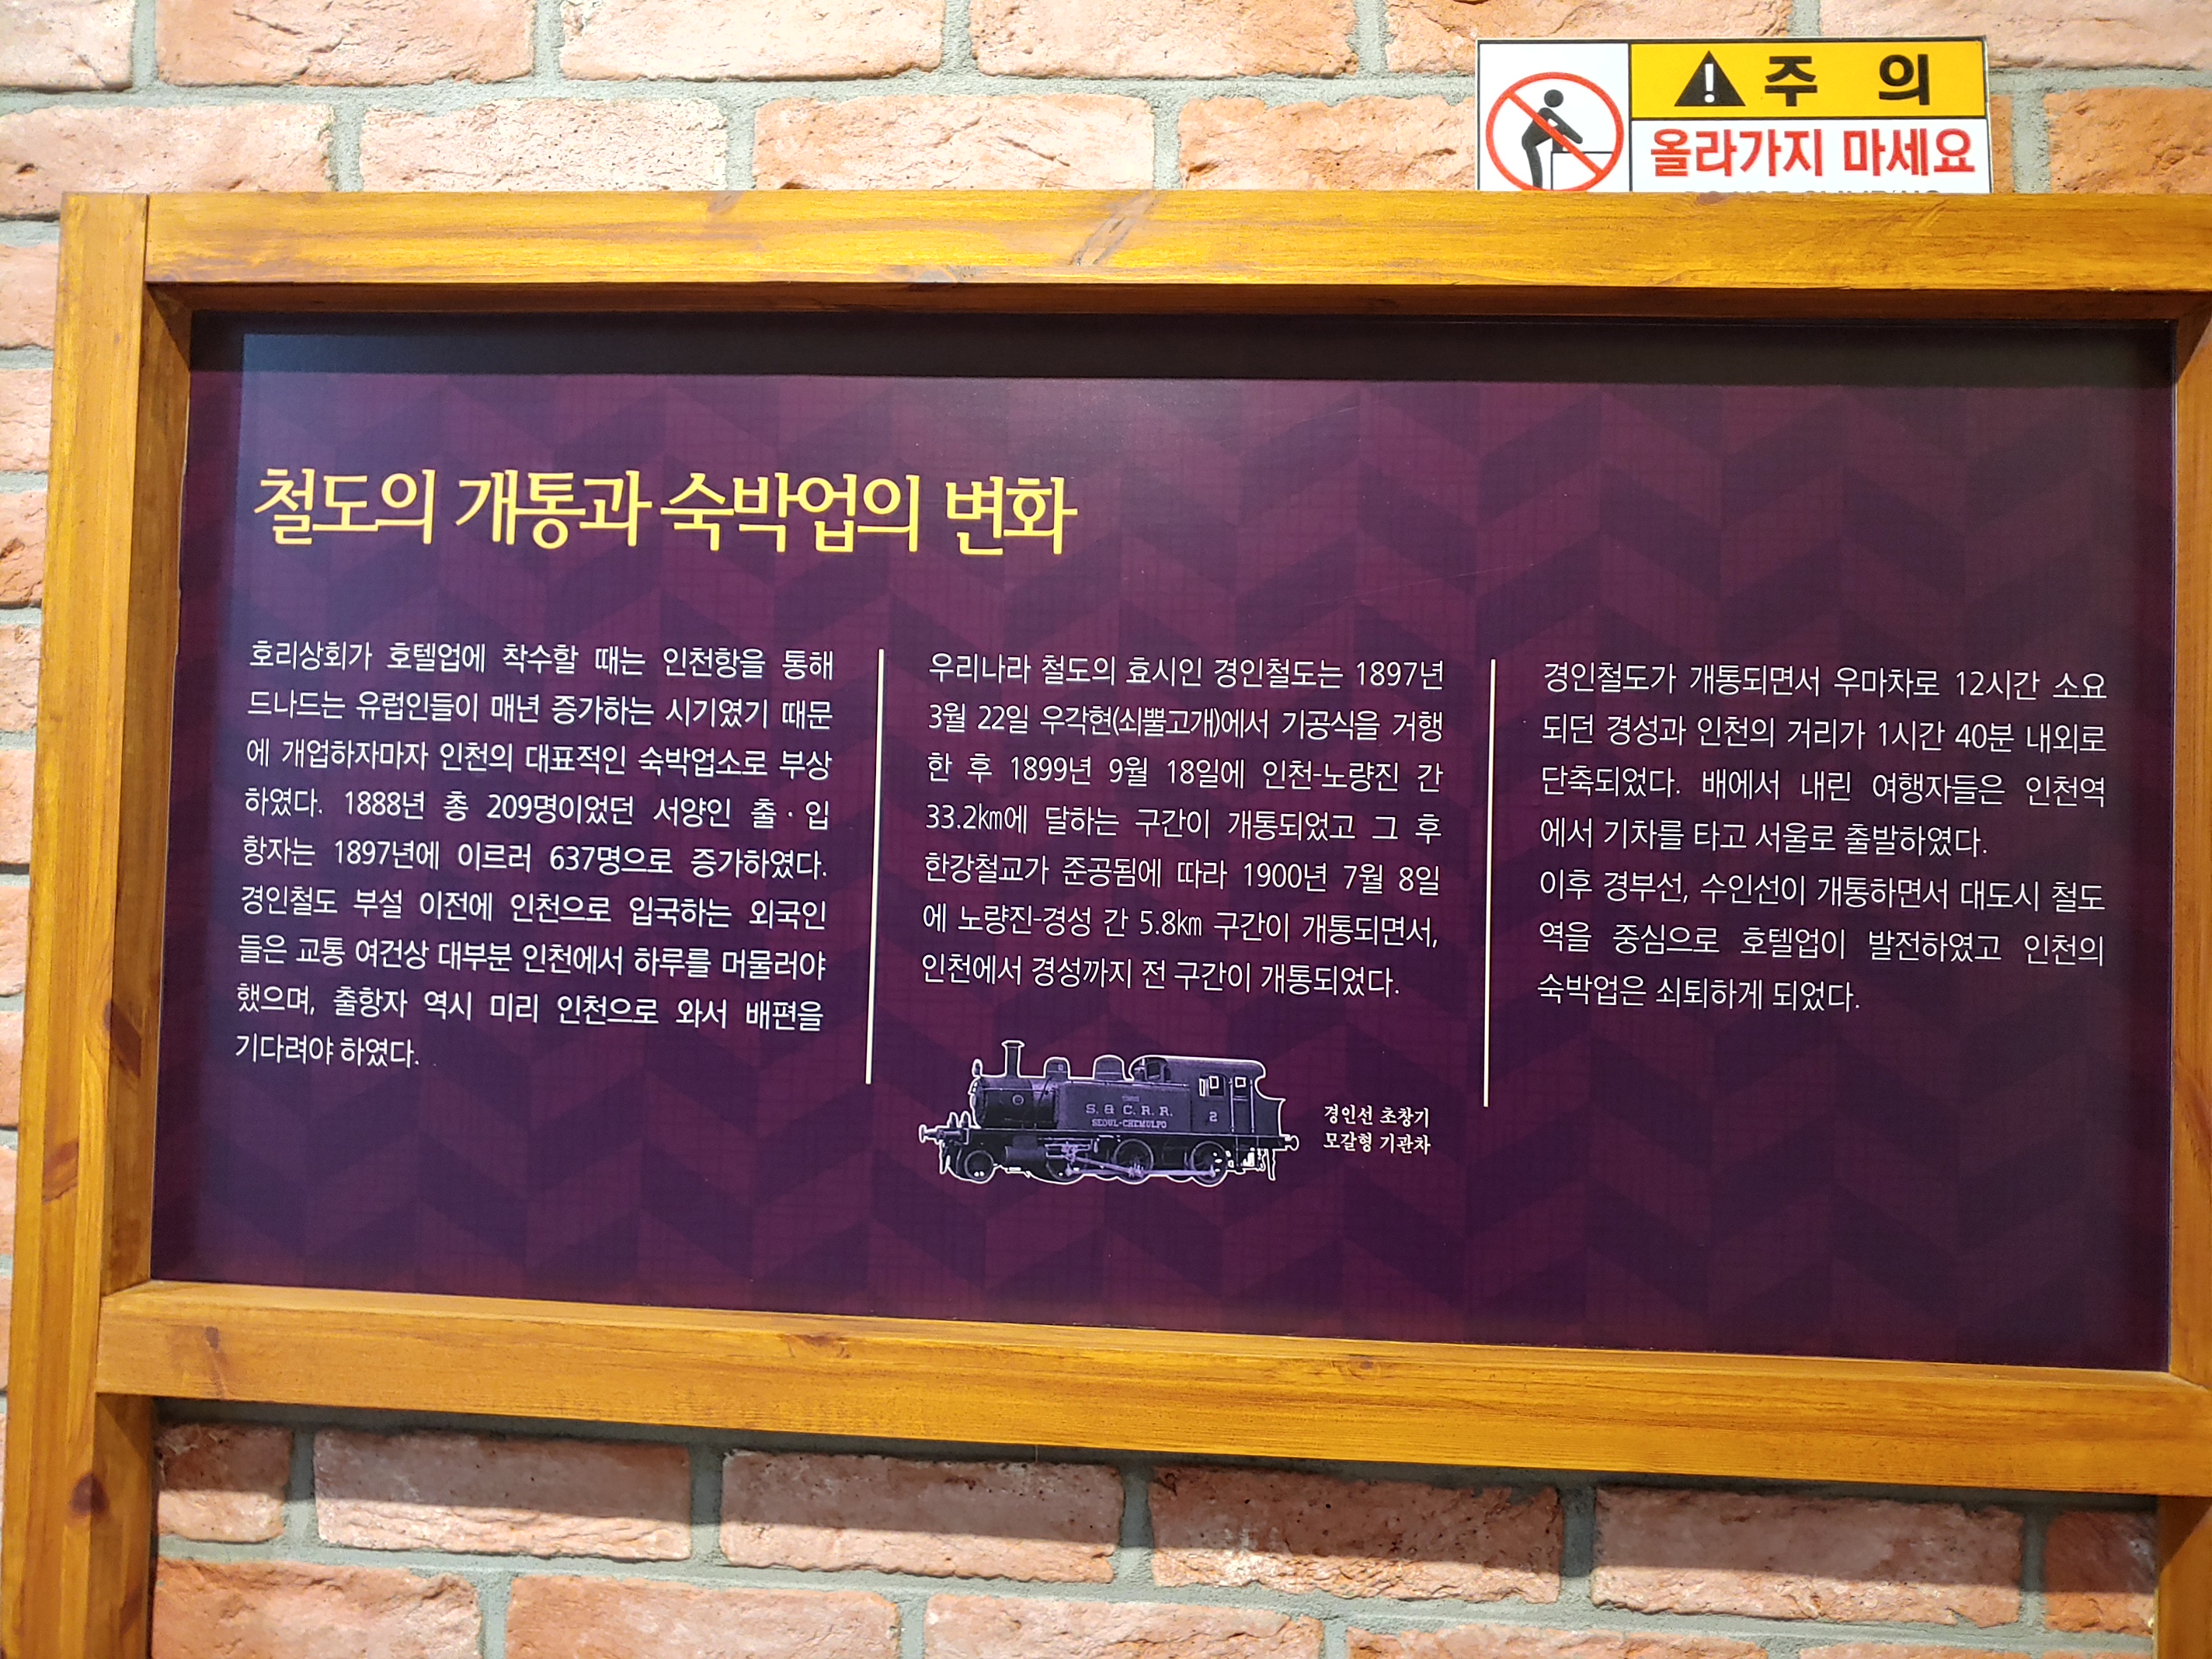 주 의
올라가지 마세요
철도의 개통과 숙박업의 변화
호리상회가 호텔업에 착수할 때는 인천항을 통해
드나드는 유럽인들이 매년 증가하는 시기였기 때문
에 개업하자마자 인천의 대표적인 숙박업소로 부상
하였다. 1888년 총 209명이었던 서양인 출·입
항자는 1897년에 이르러 637명으로 증가하였다.
경인철도 부설 이전에 인천으로 입국하는 외국인
들은 교통 여건상 대부분 인천에서 하루를 머물러야
했으며, 출항자 역시 미리 인천으로 와서 배편을
기다려야 하였다.
우리나라 철도의 효시인 경인철도는 1897년
3월 22일 우각현(쇠뿔고개)에서 기공식을 거행
한 후 1899년 9월 18일에 인천-노량진 간
33.2㎞에 달하는 구간이 개통되었고 그 후
한강철교가 준공됨에 따라 1900년 7월 8일
에 노량진-경성 간 5.8㎞ 구간이 개통되면서,
인천에서 경성까지 전 구간이 개통되었다.
S. & C. R. R.
SEOUL-CHEMULPO
2
경인선 초창기
모갈형 기관차
경인철도가 개통되면서 우마차로 12시간 소요
되던 경성과 인천의 거리가 1시간 40분 내외로
단축되었다. 배에서 내린 여행자들은 인천역
에서 기차를 타고 서울로 출발하였다.
이후 경부선, 수인선이 개통하면서 대도시 철도
역을 중심으로 호텔업이 발전하였고 인천의
숙박업은 쇠퇴하게 되었다.